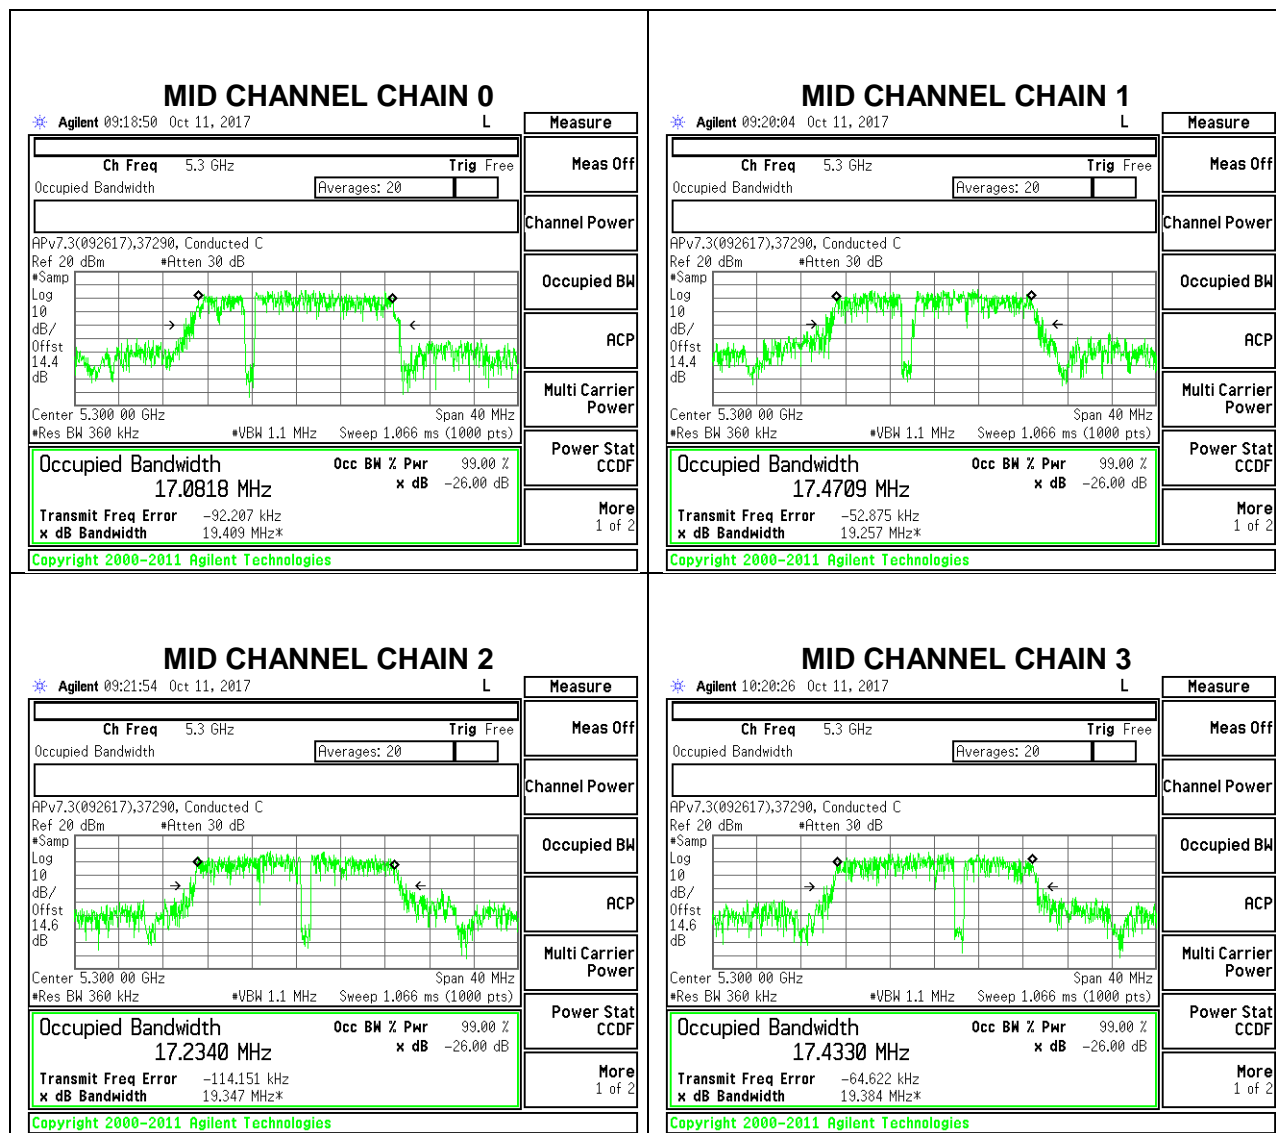 MID CHANNEL CHAIN 0
Agilent 09:18:50 Oct 11, 2017 L
Measure
Ch Freq 5.3 GHz Trig Free
Meas Off
Occupied Bandwidth Averages: 20
Channel Power
APv7.3(092617),37290, Conducted C
Ref 20 dBm #Atten 30 dB
#Samp
Occupied BW
Log
10
dB/
ACP
Offst
14.4
dB
Multi Carrier
Power
Center 5.300 00 GHz Span 40 MHz
#Res BW 360 kHz #VBW 1.1 MHz Sweep 1.066 ms (1000 pts)
Power Stat
CCDF
Occupied Bandwidth Occ BW % Pwr 99.00 %
17.0818 MHz x dB -26.00 dB
More
1 of 2
Transmit Freq Error -92.207 kHz
x dB Bandwidth 19.409 MHz*
Copyright 2000-2011 Agilent Technologies
MID CHANNEL CHAIN 1
Agilent 09:20:04 Oct 11, 2017 L
Measure
Ch Freq 5.3 GHz Trig Free
Meas Off
Occupied Bandwidth Averages: 20
Channel Power
APv7.3(092617),37290, Conducted C
Ref 20 dBm #Atten 30 dB
#Samp
Occupied BW
Log
10
dB/
ACP
Offst
14.4
dB
Multi Carrier
Power
Center 5.300 00 GHz Span 40 MHz
#Res BW 360 kHz #VBW 1.1 MHz Sweep 1.066 ms (1000 pts)
Power Stat
CCDF
Occupied Bandwidth Occ BW % Pwr 99.00 %
17.4709 MHz x dB -26.00 dB
More
1 of 2
Transmit Freq Error -52.875 kHz
x dB Bandwidth 19.257 MHz*
Copyright 2000-2011 Agilent Technologies
MID CHANNEL CHAIN 2
Agilent 09:21:54 Oct 11, 2017 L
Measure
Ch Freq 5.3 GHz Trig Free
Meas Off
Occupied Bandwidth Averages: 20
Channel Power
APv7.3(092617),37290, Conducted C
Ref 20 dBm #Atten 30 dB
#Samp
Occupied BW
Log
10
dB/
ACP
Offst
14.6
dB
Multi Carrier
Power
Center 5.300 00 GHz Span 40 MHz
#Res BW 360 kHz #VBW 1.1 MHz Sweep 1.066 ms (1000 pts)
Power Stat
CCDF
Occupied Bandwidth Occ BW % Pwr 99.00 %
17.2340 MHz x dB -26.00 dB
More
1 of 2
Transmit Freq Error -114.151 kHz
x dB Bandwidth 19.347 MHz*
Copyright 2000-2011 Agilent Technologies
MID CHANNEL CHAIN 3
Agilent 10:20:26 Oct 11, 2017 L
Measure
Ch Freq 5.3 GHz Trig Free
Meas Off
Occupied Bandwidth Averages: 20
Channel Power
APv7.3(092617),37290, Conducted C
Ref 20 dBm #Atten 30 dB
#Samp
Occupied BW
Log
10
dB/
ACP
Offst
14.6
dB
Multi Carrier
Power
Center 5.300 00 GHz Span 40 MHz
#Res BW 360 kHz #VBW 1.1 MHz Sweep 1.066 ms (1000 pts)
Power Stat
CCDF
Occupied Bandwidth Occ BW % Pwr 99.00 %
17.4330 MHz x dB -26.00 dB
More
1 of 2
Transmit Freq Error -64.622 kHz
x dB Bandwidth 19.384 MHz*
Copyright 2000-2011 Agilent Technologies